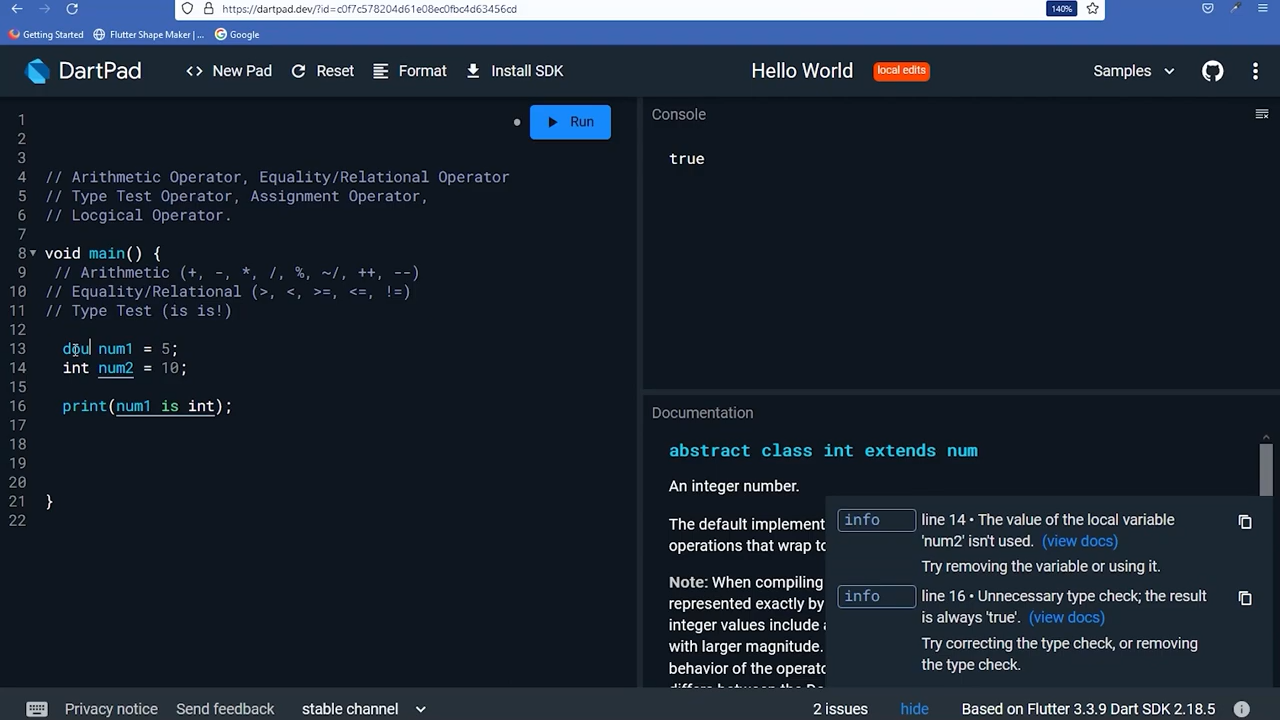 https://dartpad.dev/?id=c0f7c578204d61e08ec0fbc4d63456cd
140%
Getting Started
Flutter Shape Maker | ...
Google
DartPad
<> New Pad
Reset
Format
Install SDK
Hello World
local edits
Samples
1
2
3
4 // Arithmetic Operator, Equality/Relational Operator
5 // Type Test Operator, Assignment Operator,
6 // Locgical Operator.
7
8 void main() {
9 // Arithmetic (+, -, *, /, %, ~/, ++, --)
10 // Equality/Relational (>, <, >=, <=, !=)
11 // Type Test (is is!)
12
13 dou num1 = 5;
14 int num2 = 10;
15
16 print(num1 is int);
17
18
19
20
21 }
22
Run
Console
true
Documentation
abstract class int extends num
An integer number.
The default implement
operations that wrap to
Note: When compiling
represented exactly by
integer values include a
with larger magnitude.
behavior of the operato
info line 14 • The value of the local variable
'num2' isn't used. (view docs)
Try removing the variable or using it.
info line 16 • Unnecessary type check; the result
is always 'true'. (view docs)
Try correcting the type check, or removing
the type check.
Privacy notice
Send feedback
stable channel
2 issues
hide
Based on Flutter 3.3.9 Dart SDK 2.18.5